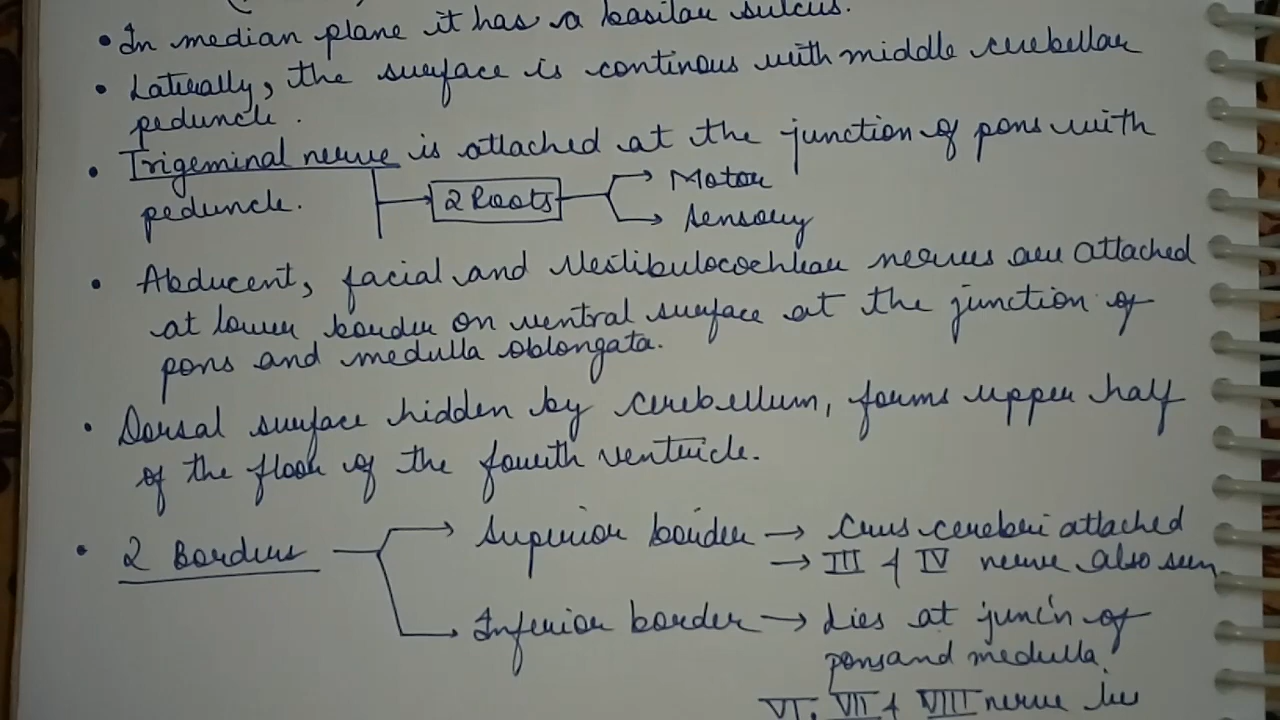 • In median plane it has a basilar sulcus.
• Laterally, the surface is continous with middle cerebellar
peduncle.
• Trigeminal nerve is attached at the junction of pons with
peduncle.
2 Roots → Motor
→ Sensory
• Abducent, facial and Vestibulocochlear nerves are attached
at lower border on ventral surface at the junction of
pons and medulla oblongata.
• Dorsal surface hidden by cerebellum, forms upper half
of the floor of the fourth ventricle.
• 2 Borders → Superior border → Crus cerebri attached
→ III & IV nerve also seen
→ Inferior border → Lies at junc'n of
pons and medulla.
VI, VII & VIII nerve lies